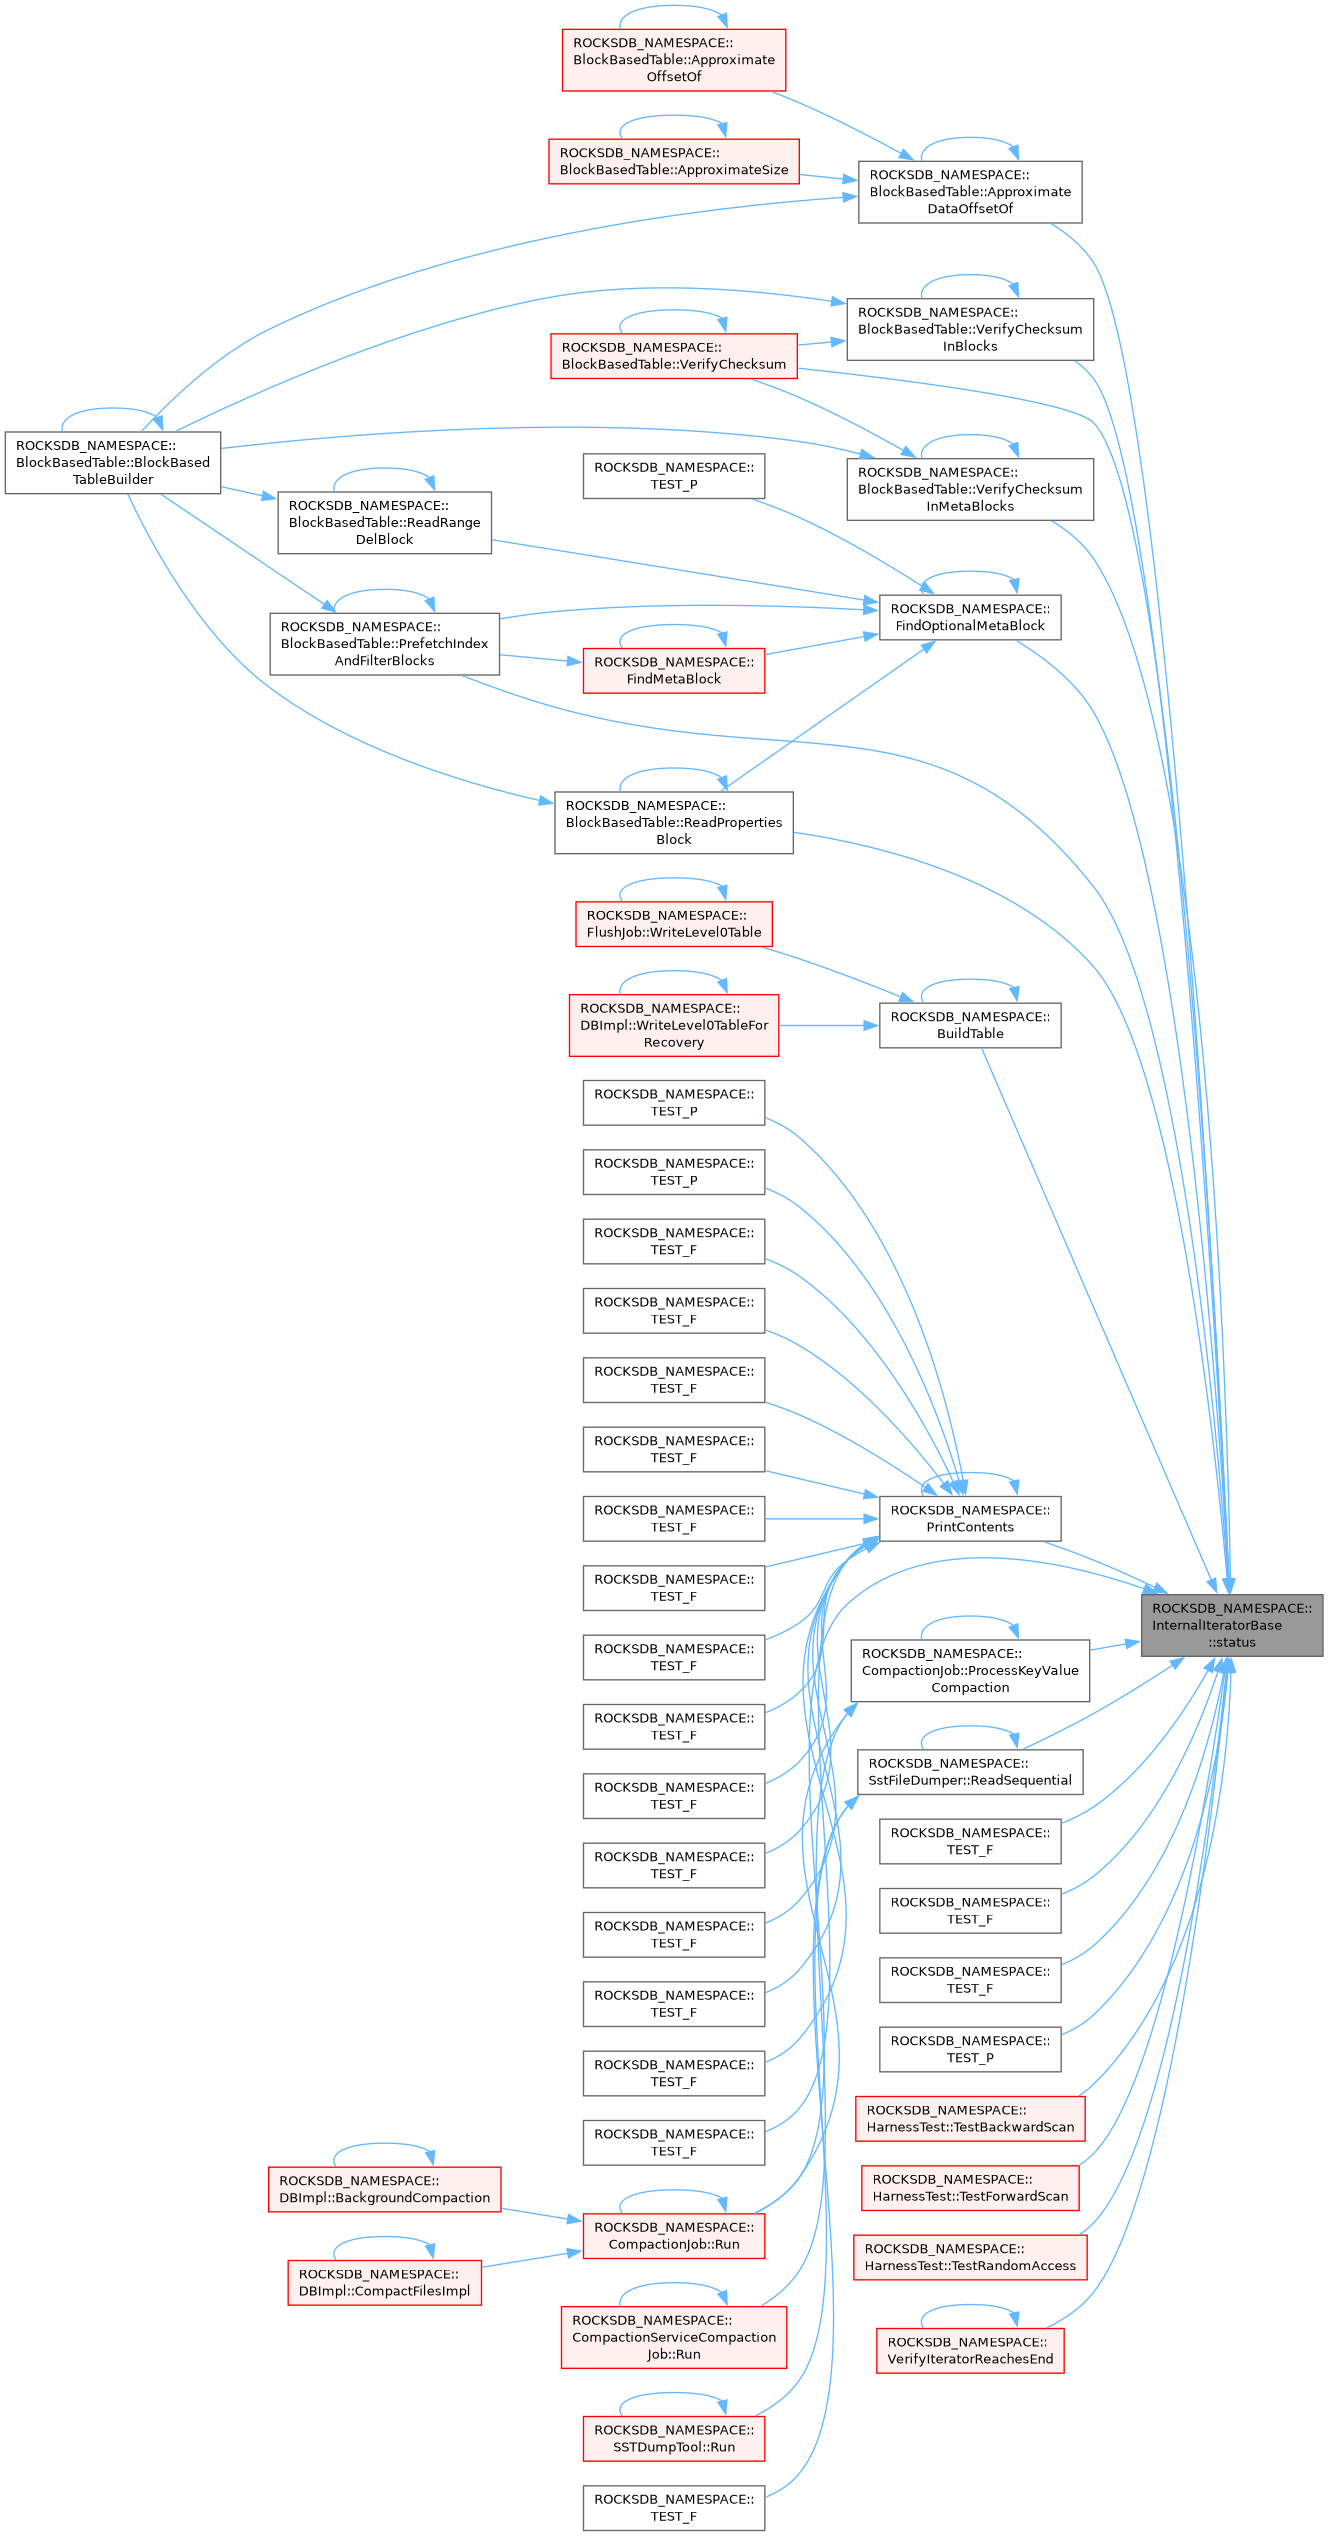 ROCKSDB_NAMESPACE::
BlockBasedTable::Approximate
OffsetOf
ROCKSDB_NAMESPACE::
BlockBasedTable::ApproximateSize
ROCKSDB_NAMESPACE::
BlockBasedTable::Approximate
DataOffsetOf
ROCKSDB_NAMESPACE::
BlockBasedTable::VerifyChecksum
InBlocks
ROCKSDB_NAMESPACE::
BlockBasedTable::VerifyChecksum
ROCKSDB_NAMESPACE::
BlockBasedTable::BlockBased
TableBuilder
ROCKSDB_NAMESPACE::
TEST_P
ROCKSDB_NAMESPACE::
BlockBasedTable::VerifyChecksum
InMetaBlocks
ROCKSDB_NAMESPACE::
BlockBasedTable::ReadRange
DelBlock
ROCKSDB_NAMESPACE::
FindOptionalMetaBlock
ROCKSDB_NAMESPACE::
BlockBasedTable::PrefetchIndex
AndFilterBlocks
ROCKSDB_NAMESPACE::
FindMetaBlock
ROCKSDB_NAMESPACE::
BlockBasedTable::ReadProperties
Block
ROCKSDB_NAMESPACE::
FlushJob::WriteLevel0Table
ROCKSDB_NAMESPACE::
DBImpl::WriteLevel0TableFor
Recovery
ROCKSDB_NAMESPACE::
BuildTable
ROCKSDB_NAMESPACE::
TEST_P
ROCKSDB_NAMESPACE::
TEST_P
ROCKSDB_NAMESPACE::
TEST_F
ROCKSDB_NAMESPACE::
TEST_F
ROCKSDB_NAMESPACE::
TEST_F
ROCKSDB_NAMESPACE::
TEST_F
ROCKSDB_NAMESPACE::
TEST_F
ROCKSDB_NAMESPACE::
PrintContents
ROCKSDB_NAMESPACE::
TEST_F
ROCKSDB_NAMESPACE::
InternalIteratorBase
::status
ROCKSDB_NAMESPACE::
TEST_F
ROCKSDB_NAMESPACE::
CompactionJob::ProcessKeyValue
Compaction
ROCKSDB_NAMESPACE::
TEST_F
ROCKSDB_NAMESPACE::
SstFileDumper::ReadSequential
ROCKSDB_NAMESPACE::
TEST_F
ROCKSDB_NAMESPACE::
TEST_F
ROCKSDB_NAMESPACE::
TEST_F
ROCKSDB_NAMESPACE::
TEST_F
ROCKSDB_NAMESPACE::
TEST_F
ROCKSDB_NAMESPACE::
TEST_F
ROCKSDB_NAMESPACE::
TEST_F
ROCKSDB_NAMESPACE::
TEST_F
ROCKSDB_NAMESPACE::
TEST_P
ROCKSDB_NAMESPACE::
TEST_F
ROCKSDB_NAMESPACE::
HarnessTest::TestBackwardScan
ROCKSDB_NAMESPACE::
TEST_F
ROCKSDB_NAMESPACE::
DBImpl::BackgroundCompaction
ROCKSDB_NAMESPACE::
HarnessTest::TestForwardScan
ROCKSDB_NAMESPACE::
CompactionJob::Run
ROCKSDB_NAMESPACE::
HarnessTest::TestRandomAccess
ROCKSDB_NAMESPACE::
DBImpl::CompactFilesImpl
ROCKSDB_NAMESPACE::
CompactionServiceCompaction
Job::Run
ROCKSDB_NAMESPACE::
VerifyIteratorReachesEnd
ROCKSDB_NAMESPACE::
SSTDumpTool::Run
ROCKSDB_NAMESPACE::
TEST_F